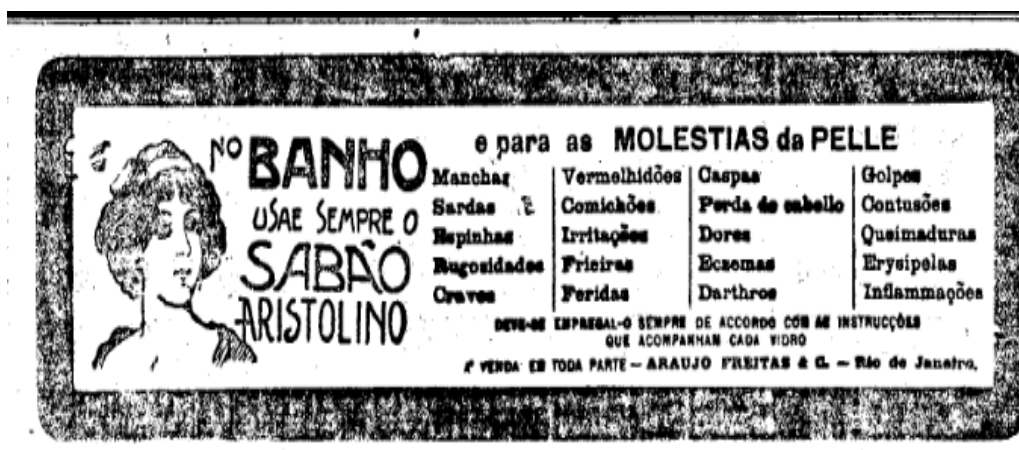 NO BANHO
USAE SEMPRE O
SABÃO
ARISTOLINO
e para as MOLESTIAS da PELLE
Manchas
Sardas
Espinhas
Rugosidades
Cravos
Vermelhidões
Comichões
Irritações
Frieiras
Feridas
Caspas
Perda do cabello
Dores
Eczemas
Darthros
Golpes
Contusões
Queimaduras
Erysipelas
Inflammações
DEVE-SE EMPREGAL-O SEMPRE DE ACCORDO COM AS INSTRUCÇÕES
QUE ACOMPANHAM CADA VIDRO
A' VENDA EM TODA PARTE – ARAUJO FREITAS & C. – Rio de Janeiro.